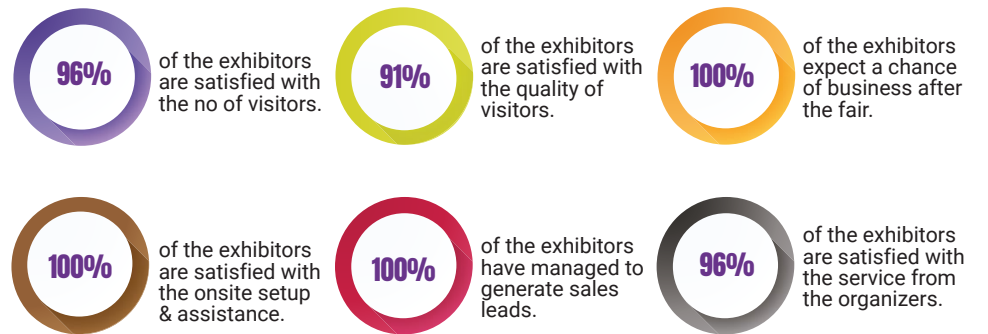 96%
of the exhibitors
are satisfied with
the no of visitors.
91%
of the exhibitors
are satisfied with
the quality of
visitors.
100%
of the exhibitors
expect a chance
of business after
the fair.
100%
of the exhibitors
are satisfied with
the onsite setup
& assistance.
100%
of the exhibitors
have managed to
generate sales
leads.
96%
of the exhibitors
are satisfied with
the service from
the organizers.